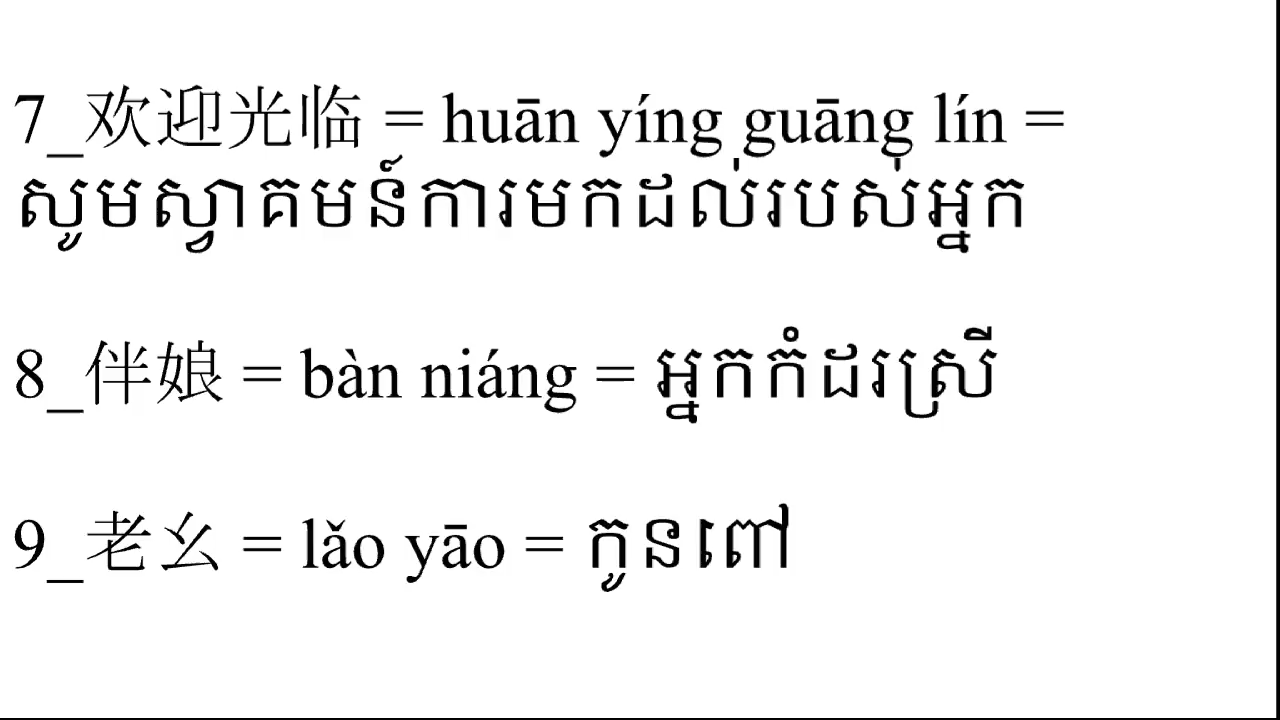 7_欢迎光临 = huān yíng guāng lín =
សូមស្វាគមន៍ការមកដល់របស់អ្នក
8_伴娘 = bàn niáng = អ្នកកំដរស្រី
9_老幺 = lǎo yāo = កូនពៅ